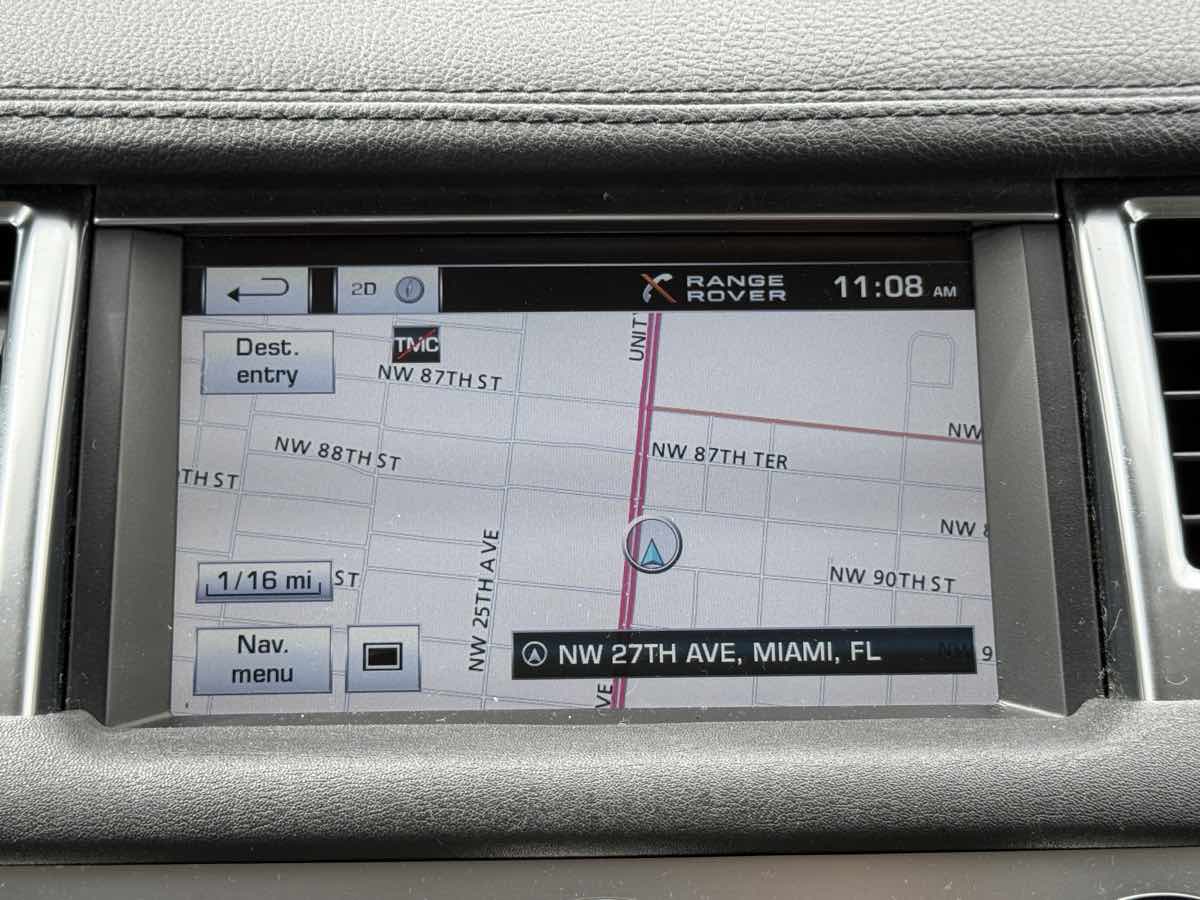 2D
RANGE
ROVER
11:08 AM
Dest.
entry
TMC
UNITY
NW 87TH ST
NW
NW 88TH ST
NW 87TH TER
TH ST
NW
NW 25TH AVE
1/16 mi
ST
NW 90TH ST
Nav.
menu
NW 27TH AVE, MIAMI, FL
NW 9
VE